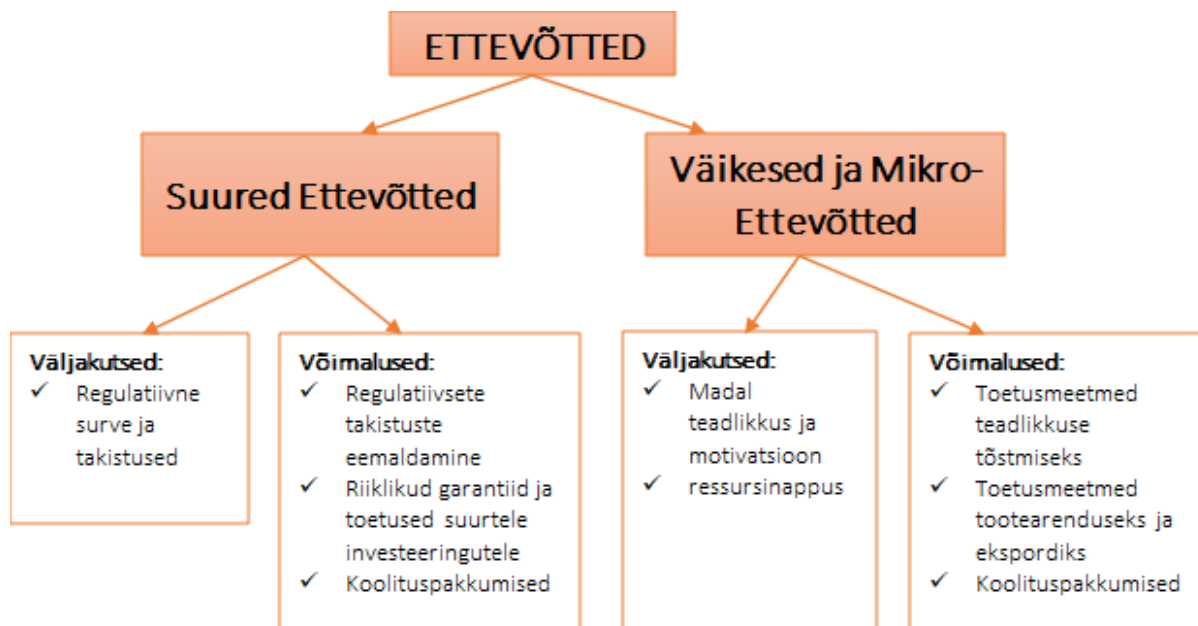 ETTEVÕTTED
Suured Ettevõtted
Väikesed ja Mikro-
Ettevõtted
Väljakutsed:
✓ Regulatiivne
surve ja
takistused
Võimalused:
✓ Regulatiivsete
takistuste
eemaldamine
✓ Riiklikud garantiid ja
toetused suurtele
investeeringutele
✓ Koolituspakkumised
Väljakutsed:
✓ Madal
teadlikkus ja
motivatsioon
✓ ressursinappus
Võimalused:
✓ Toetusmeetmed
teadlikkuse
tõstmiseks
✓ Toetusmeetmed
tootearenduseks ja
ekspordiks
✓ Koolituspakkumised